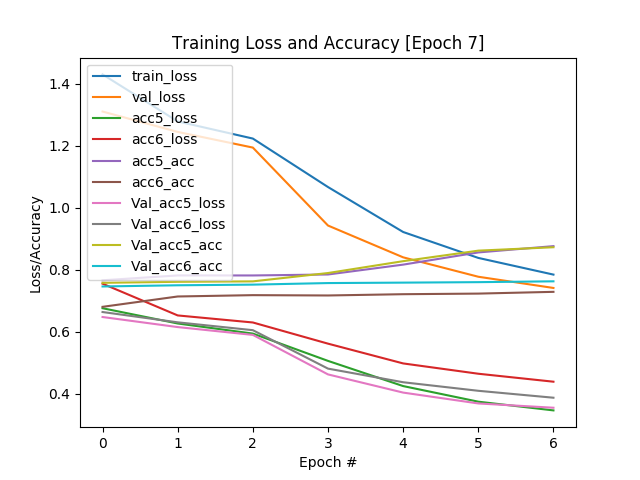 Training Loss and Accuracy [Epoch 7]
train_loss
val_loss
acc5_loss
acc6_loss
acc5_acc
acc6_acc
Val_acc5_loss
Val_acc6_loss
Val_acc5_acc
Val_acc6_acc
Loss/Accuracy
1.4
1.2
1.0
0.8
0.6
0.4
0 1 2 3 4 5 6
Epoch #